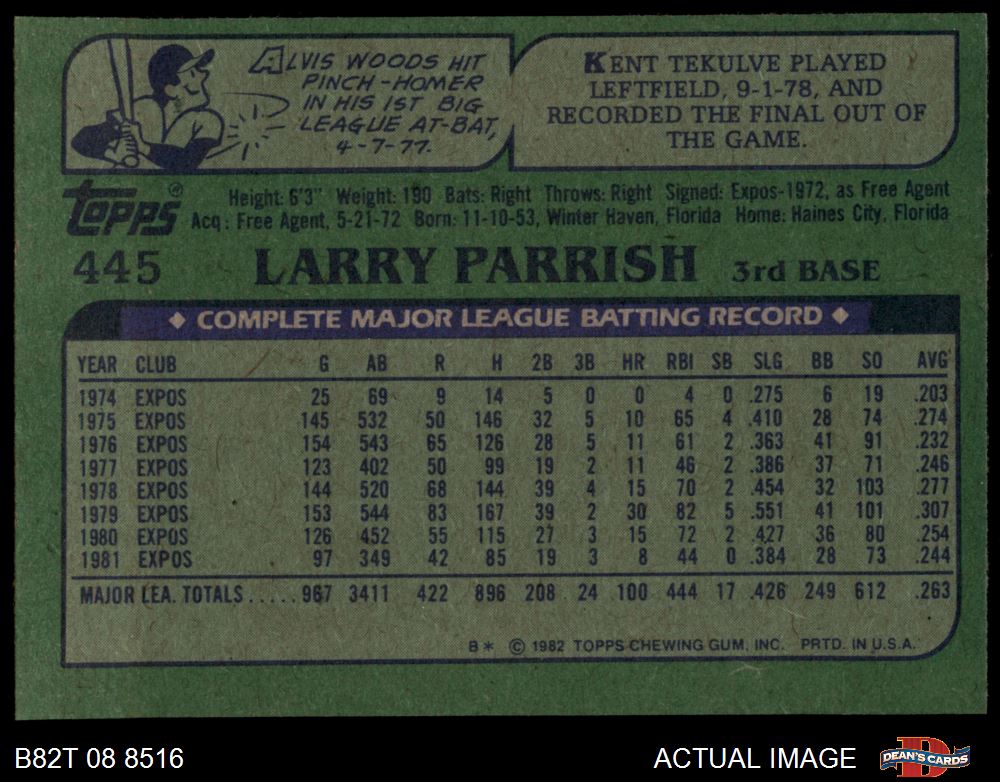 ALVIS WOODS HIT
PINCH-HOMER
IN HIS 1ST BIG
LEAGUE AT-BAT,
4-7-77.
KENT TEKULVE PLAYED
LEFTFIELD, 9-1-78, AND
RECORDED THE FINAL OUT OF
THE GAME.
Topps®
Height: 6'3" Weight: 190 Bats: Right Throws: Right Signed: Expos-1972, as Free Agent
Acq: Free Agent, 5-21-72 Born: 11-10-53, Winter Haven, Florida Home: Haines City, Florida
445 LARRY PARRISH 3rd BASE
◆ COMPLETE MAJOR LEAGUE BATTING RECORD ◆
YEAR CLUB G AB R H 2B 3B HR RBI SB SLG BB SO AVG
1974 EXPOS 25 69 9 14 5 0 0 4 0 .275 6 19 .203
1975 EXPOS 145 532 50 146 32 5 10 65 4 .410 28 74 .274
1976 EXPOS 154 543 65 126 28 5 11 61 2 .363 41 91 .232
1977 EXPOS 123 402 50 99 19 2 11 46 2 .386 37 71 .246
1978 EXPOS 144 520 68 144 39 4 15 70 2 .454 32 103 .277
1979 EXPOS 153 544 83 167 39 2 30 82 5 .551 41 101 .307
1980 EXPOS 126 452 55 115 27 3 15 72 2 .427 36 80 .254
1981 EXPOS 97 349 42 85 19 3 8 44 0 .384 28 73 .244
MAJOR LEA. TOTALS.....967 3411 422 896 208 24 100 444 17 .426 249 612 .263
B* © 1982 TOPPS CHEWING GUM, INC. PRTD. IN U.S.A.
B82T 08 8516 ACTUAL IMAGE DEAN'S CARDS